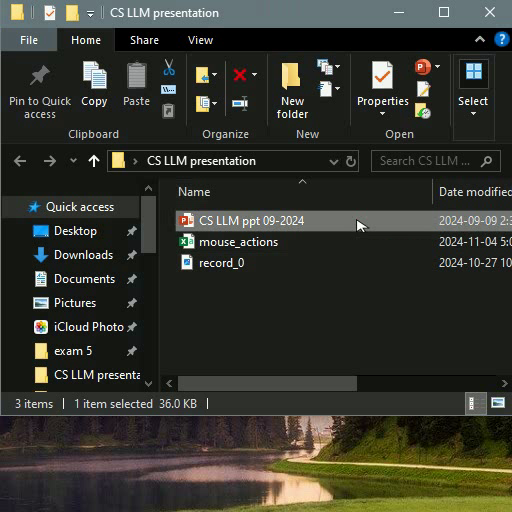 CS LLM presentation
File Home Share View
Pin to Quick access
Copy
Paste
Clipboard
Organize
New folder
New
Properties
Open
Select
CS LLM presentation
Search CS LLM ...
Name Date modified
Quick access
Desktop
Downloads
Documents
Pictures
iCloud Photo
exam 5
CS LLM presenta
CS LLM ppt 09-2024 2024-09-09 2:3
mouse_actions 2024-11-04 5:0
record_0 2024-10-27 10
3 items 1 item selected 36.0 KB